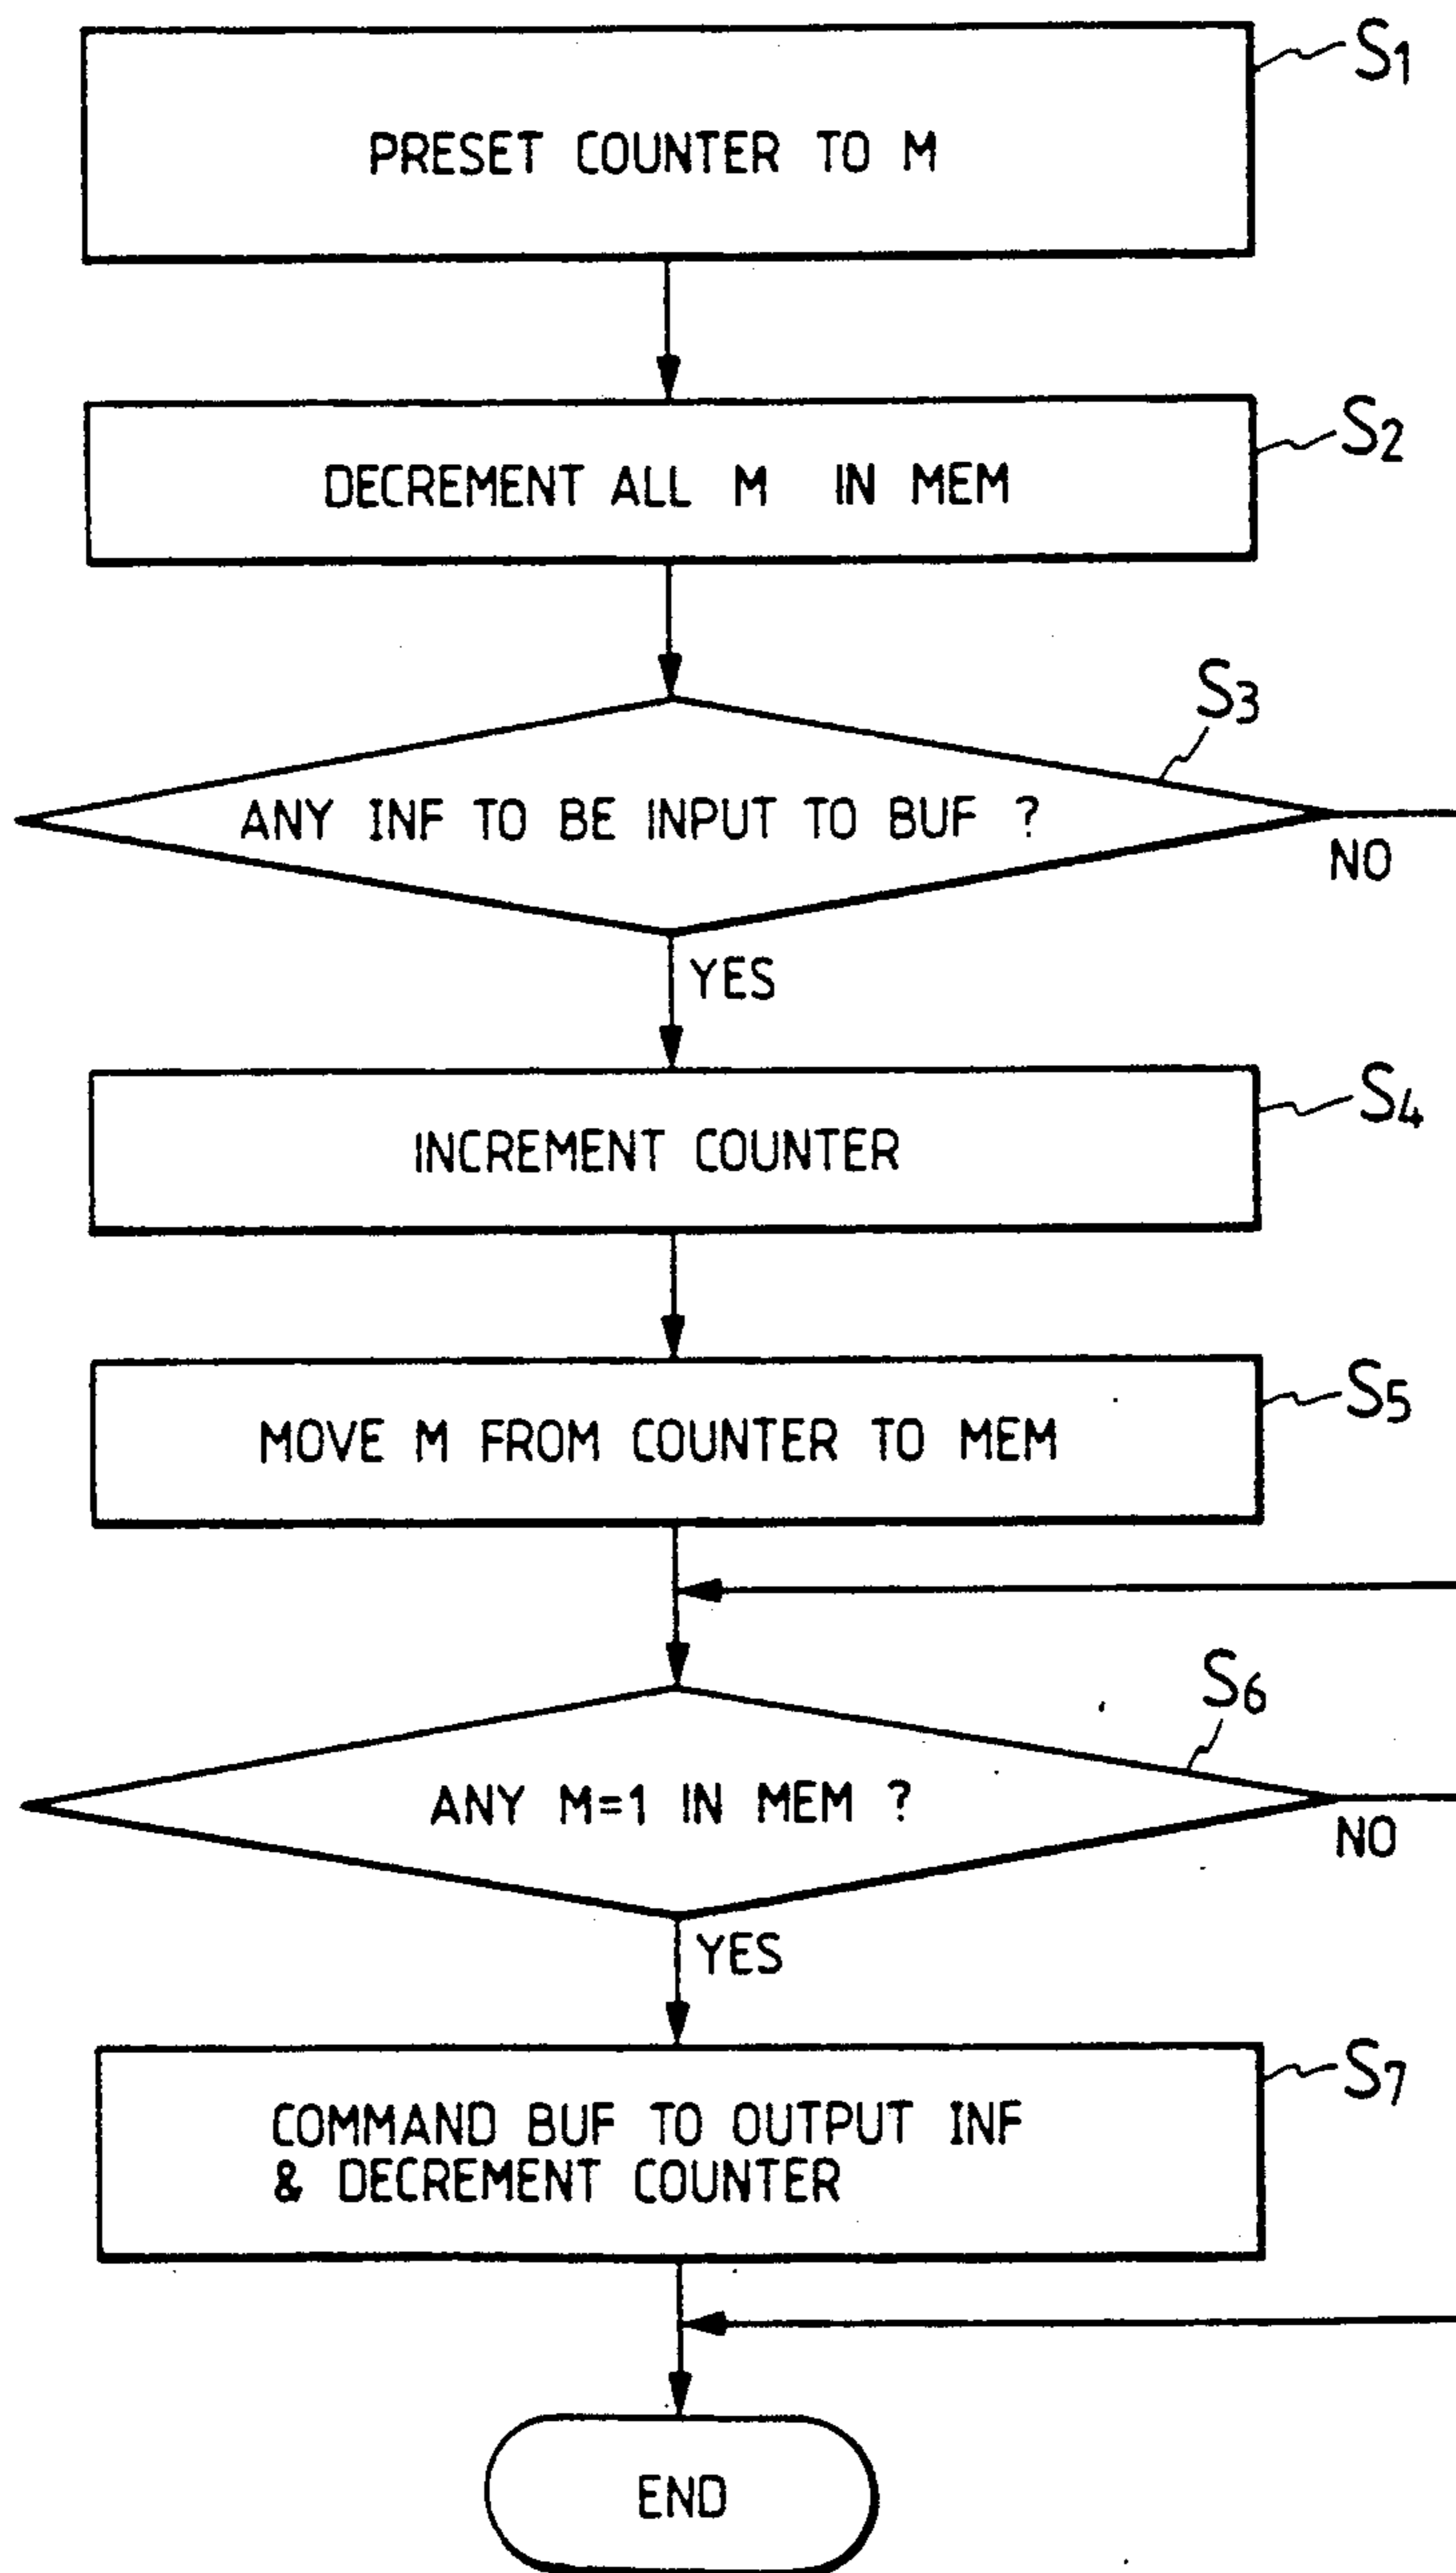 PRESET COUNTER TO M
S1
DECREMENT ALL M IN MEM
S2
S3
ANY INF TO BE INPUT TO BUF ?
NO
YES
INCREMENT COUNTER
S4
MOVE M FROM COUNTER TO MEM
S5
S6
ANY M=1 IN MEM ?
NO
YES
COMMAND BUF TO OUTPUT INF
& DECREMENT COUNTER
S7
END